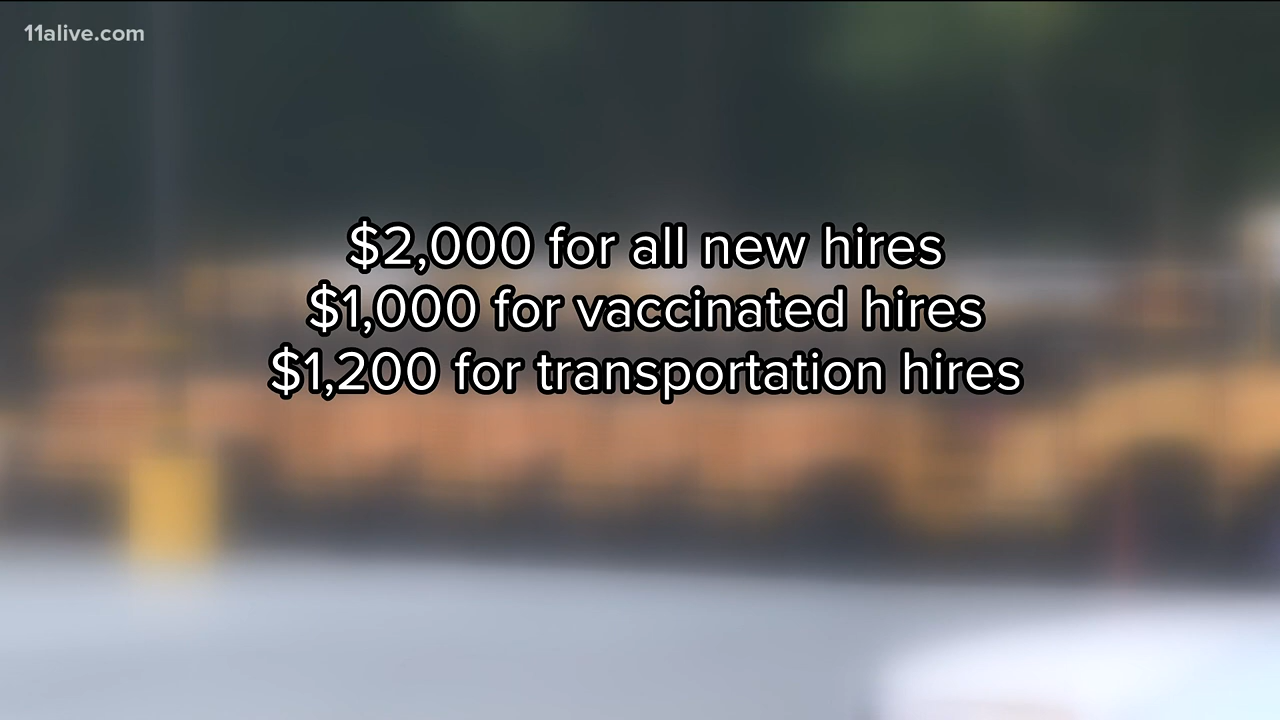 11alive.com
$2,000 for all new hires
$1,000 for vaccinated hires
$1,200 for transportation hires